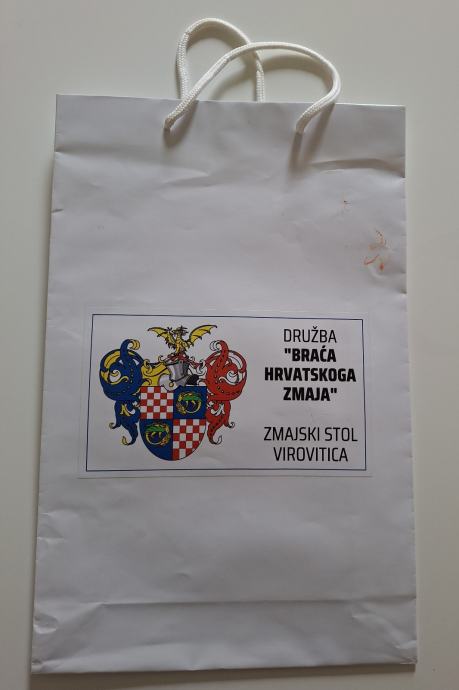 DRUŽBA
"BRAĆA
HRVATSKOGA
ZMAJA"
ZMAJSKI STOL
VIROVITICA